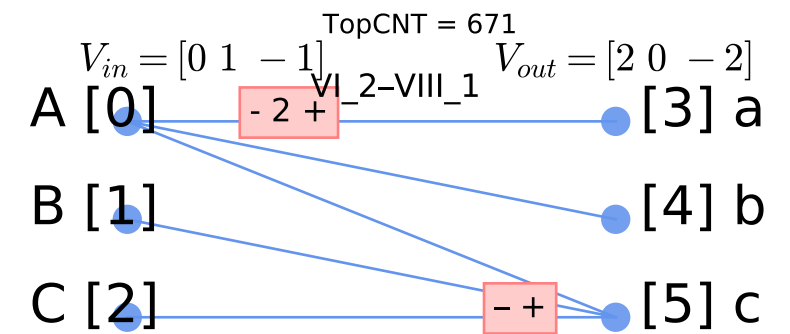 TopCNT = 671
V_in = [0 1 − 1] V_out = [2 0 − 2]
VI_2–VIII_1
A [0] - 2 + [3] a
B [1] [4] b
C [2] – + [5] c